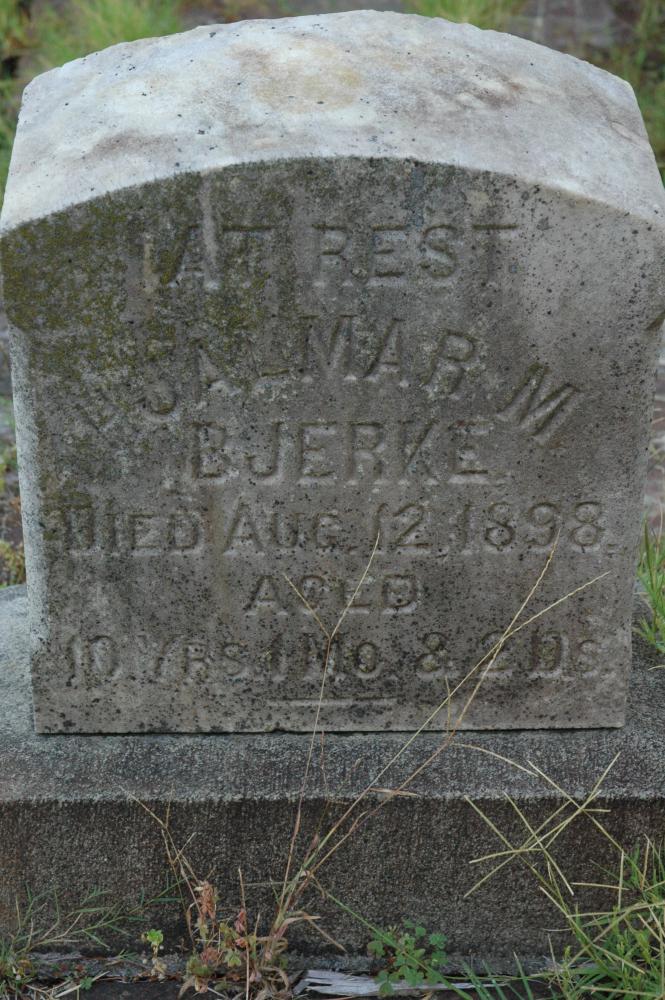 AT REST
HJALMAR M.
BJERKE.
DIED AUG. 12, 1898.
AGED
10 YRS. 1 MO. & 2 DS.